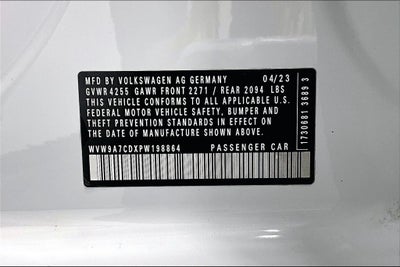 MFD BY VOLKSWAGEN AG GERMANY 04/23
GVWR 4255 GAWR FRONT 2271 / REAR 2094 LBS
THIS VEHICLE CONFORMS TO ALL APPLICABLE U.S.
FEDERAL MOTOR VEHICLE SAFETY, BUMPER AND
THEFT PREVENTION STANDARDS IN EFFECT ON
THE DATE OF MANUFACTURE SHOWN ABOVE.
WVW9A7CDXPW198864 PASSENGER CAR
1730681 3689 3